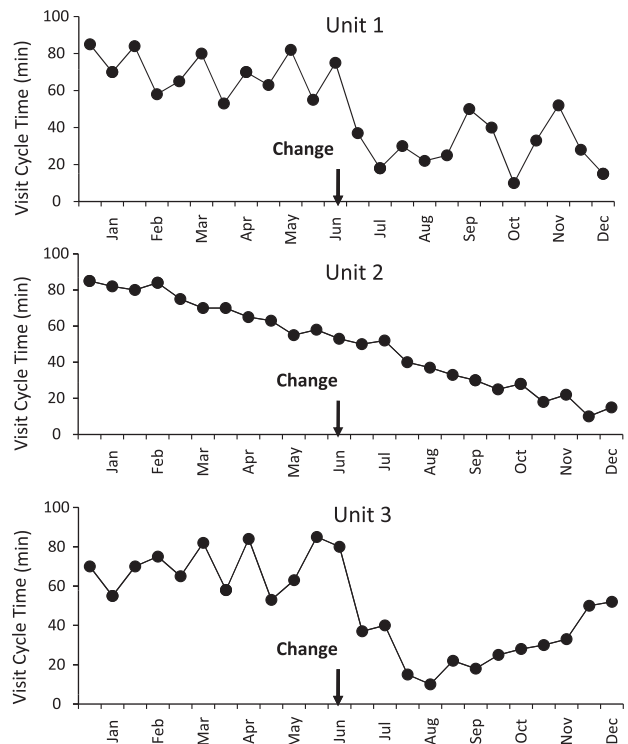 Unit 1
Visit Cycle Time (min)
100
80
60
40
20
0
Change
Jan
Feb
Mar
Apr
May
Jun
Jul
Aug
Sep
Oct
Nov
Dec
Unit 2
Visit Cycle Time (min)
100
80
60
40
20
0
Change
Jan
Feb
Mar
Apr
May
Jun
Jul
Aug
Sep
Oct
Nov
Dec
Unit 3
Visit Cycle Time (min)
100
80
60
40
20
0
Change
Jan
Feb
Mar
Apr
May
Jun
Jul
Aug
Sep
Oct
Nov
Dec